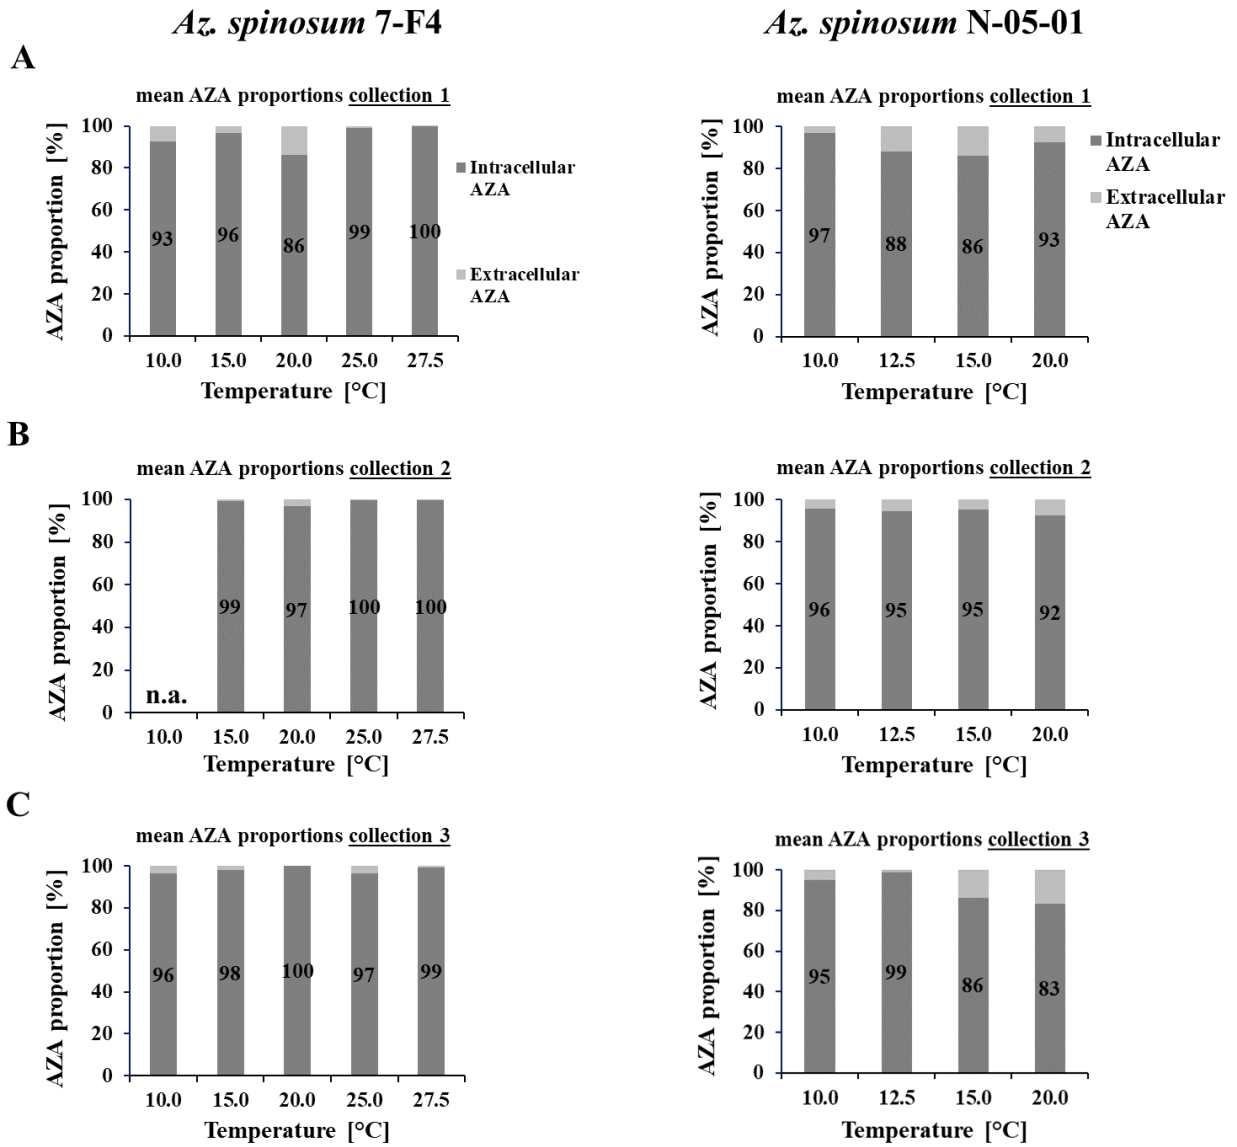 Az. spinosum 7-F4
Az. spinosum N-05-01
A
mean AZA proportions collection 1
AZA proportion [%]
100
80
60
40
20
0
93
96
86
99
100
10.0 15.0 20.0 25.0 27.5
Temperature [°C]
Intracellular
AZA
Extracellular
AZA
mean AZA proportions collection 1
AZA proportion [%]
100
80
60
40
20
0
97
88
86
93
10.0 12.5 15.0 20.0
Temperature [°C]
Intracellular
AZA
Extracellular
AZA
B
mean AZA proportions collection 2
AZA proportion [%]
100
80
60
40
20
0
n.a.
99
97
100
100
10.0 15.0 20.0 25.0 27.5
Temperature [°C]
mean AZA proportions collection 2
AZA proportion [%]
100
80
60
40
20
0
96
95
95
92
10.0 12.5 15.0 20.0
Temperature [°C]
C
mean AZA proportions collection 3
AZA proportion [%]
100
80
60
40
20
0
96
98
100
97
99
10.0 15.0 20.0 25.0 27.5
Temperature [°C]
mean AZA proportions collection 3
AZA proportion [%]
100
80
60
40
20
0
95
99
86
83
10.0 12.5 15.0 20.0
Temperature [°C]